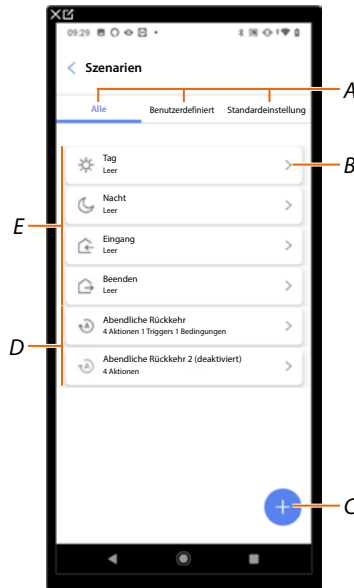 09:29
Szenarien
A
Alle Benutzerdefiniert Standardeinstellung
Tag
Leer
B
Nacht
Leer
E
Eingang
Leer
Beenden
Leer
D
Abendliche Rückkehr
4 Aktionen 1 Triggers 1 Bedingungen
Abendliche Rückkehr 2 (deaktiviert)
4 Aktionen
C